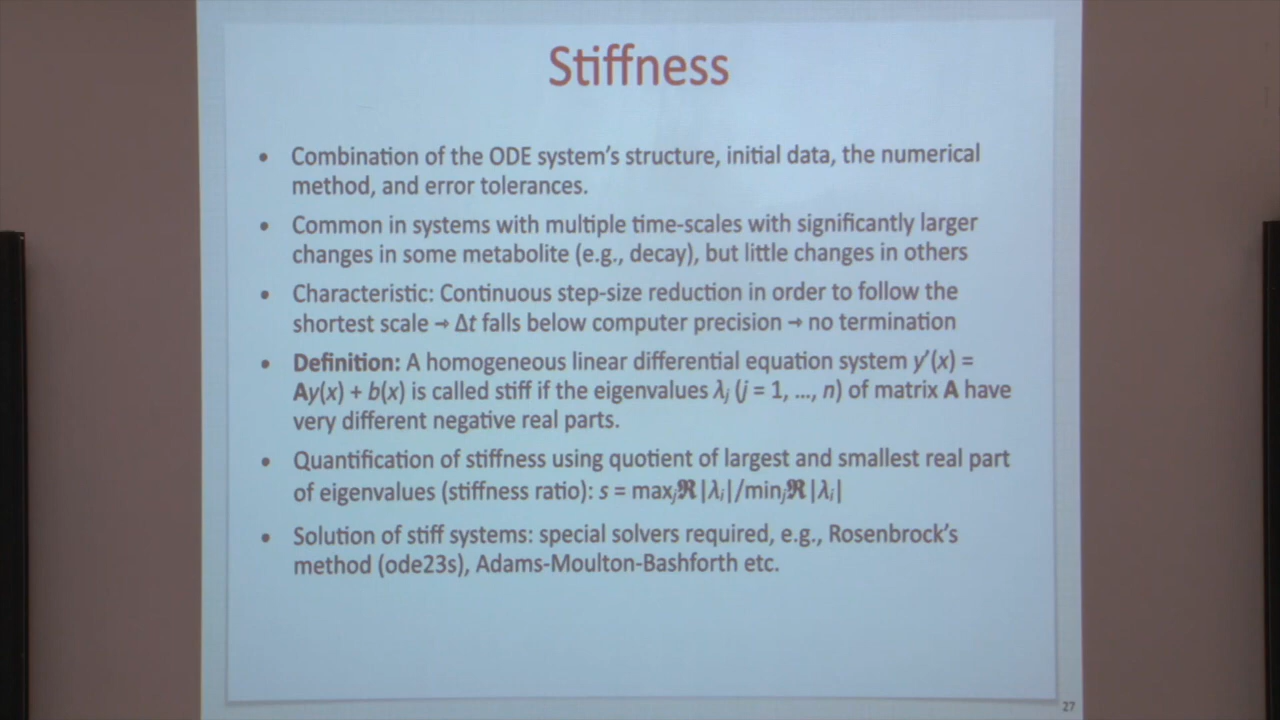 Stiffness
• Combination of the ODE system's structure, initial data, the numerical
method, and error tolerances.
• Common in systems with multiple time-scales with significantly larger
changes in some metabolite (e.g., decay), but little changes in others
• Characteristic: Continuous step-size reduction in order to follow the
shortest scale → Δt falls below computer precision → no termination
• Definition: A homogeneous linear differential equation system y′(x) =
Ay(x) + b(x) is called stiff if the eigenvalues λj (j = 1, ..., n) of matrix A have
very different negative real parts.
• Quantification of stiffness using quotient of largest and smallest real part
of eigenvalues (stiffness ratio): s = maxjℜ|λi|/minjℜ|λi|
• Solution of stiff systems: special solvers required, e.g., Rosenbrock's
method (ode23s), Adams-Moulton-Bashforth etc.
27